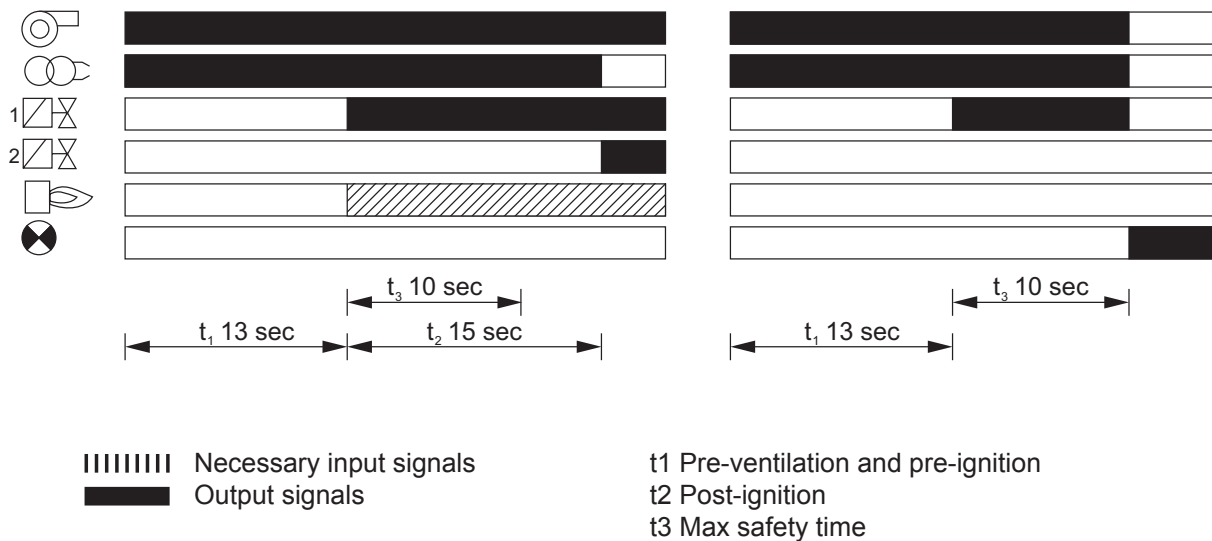 1
2
t₃ 10 sec
t₁ 13 sec
t₂ 15 sec
t₃ 10 sec
t₁ 13 sec
Necessary input signals
Output signals
t1 Pre-ventilation and pre-ignition
t2 Post-ignition
t3 Max safety time